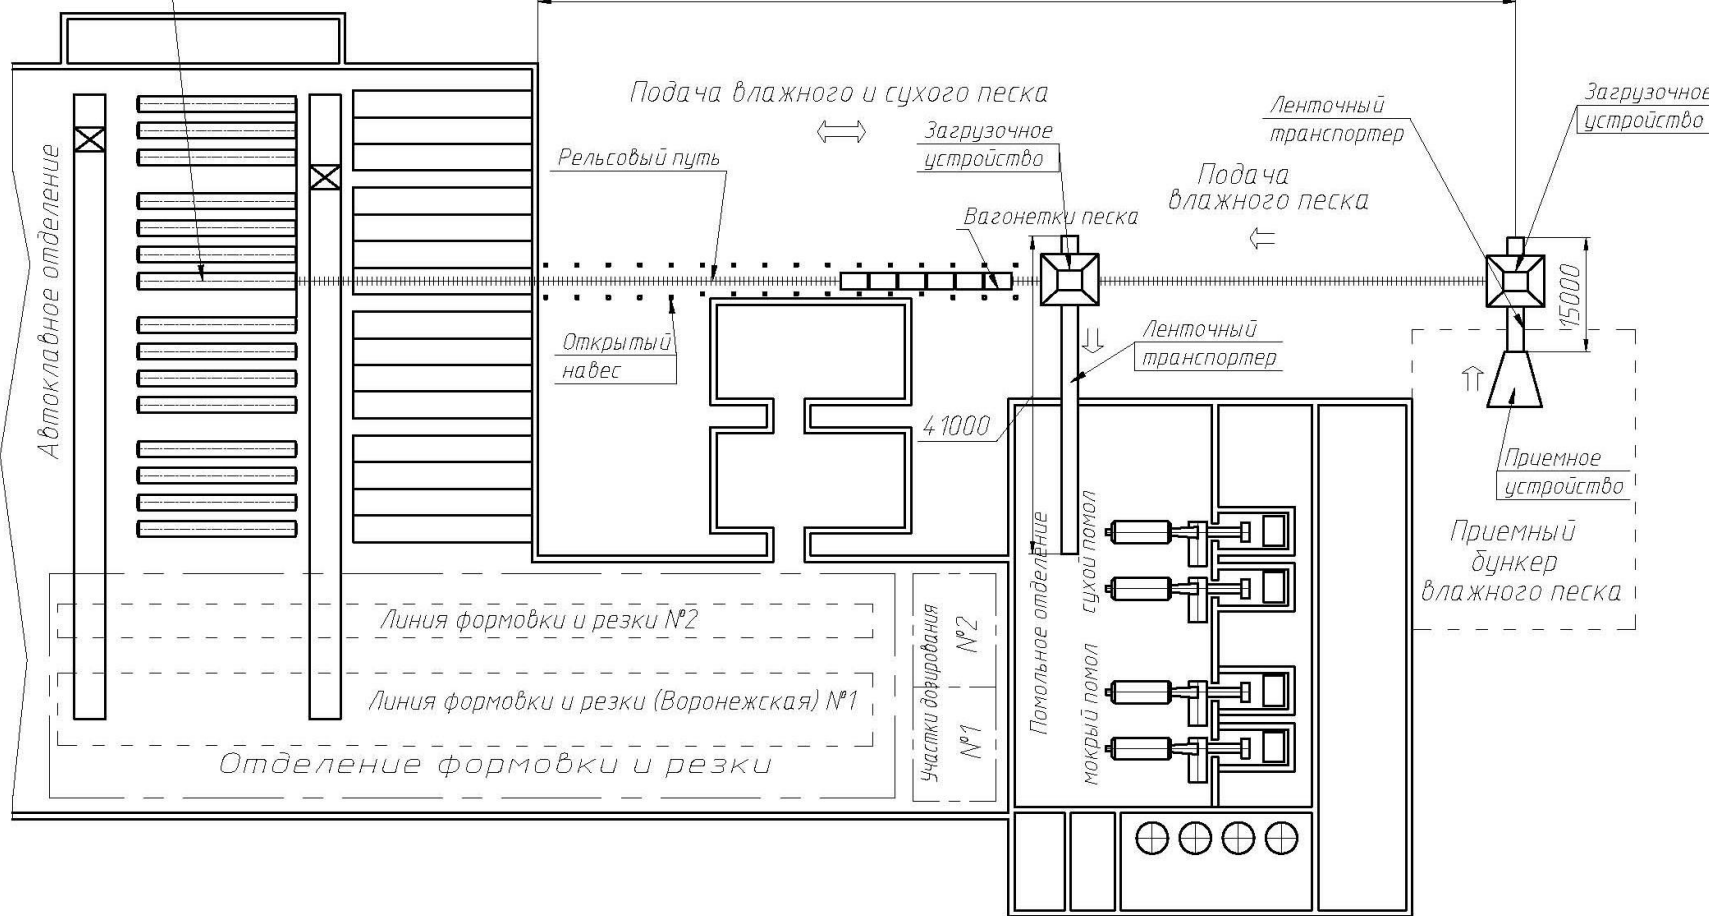 Подача влажного и сухого песка
Загрузочное
устройство
Ленточный
транспортер
Загрузочное
устройство
Рельсовый путь
Подача
влажного песка
Вагонетки песка
Автоклавное отделение
15000
Открытый
навес
Ленточный
транспортер
41000
Приемное
устройство
Приемный
бункер
влажного песка
Помольное отделение
сухой помол
мокрый помол
Линия формовки и резки №2
Линия формовки и резки (Воронежская) №1
Отделение формовки и резки
Участки дозирования
№2
№1